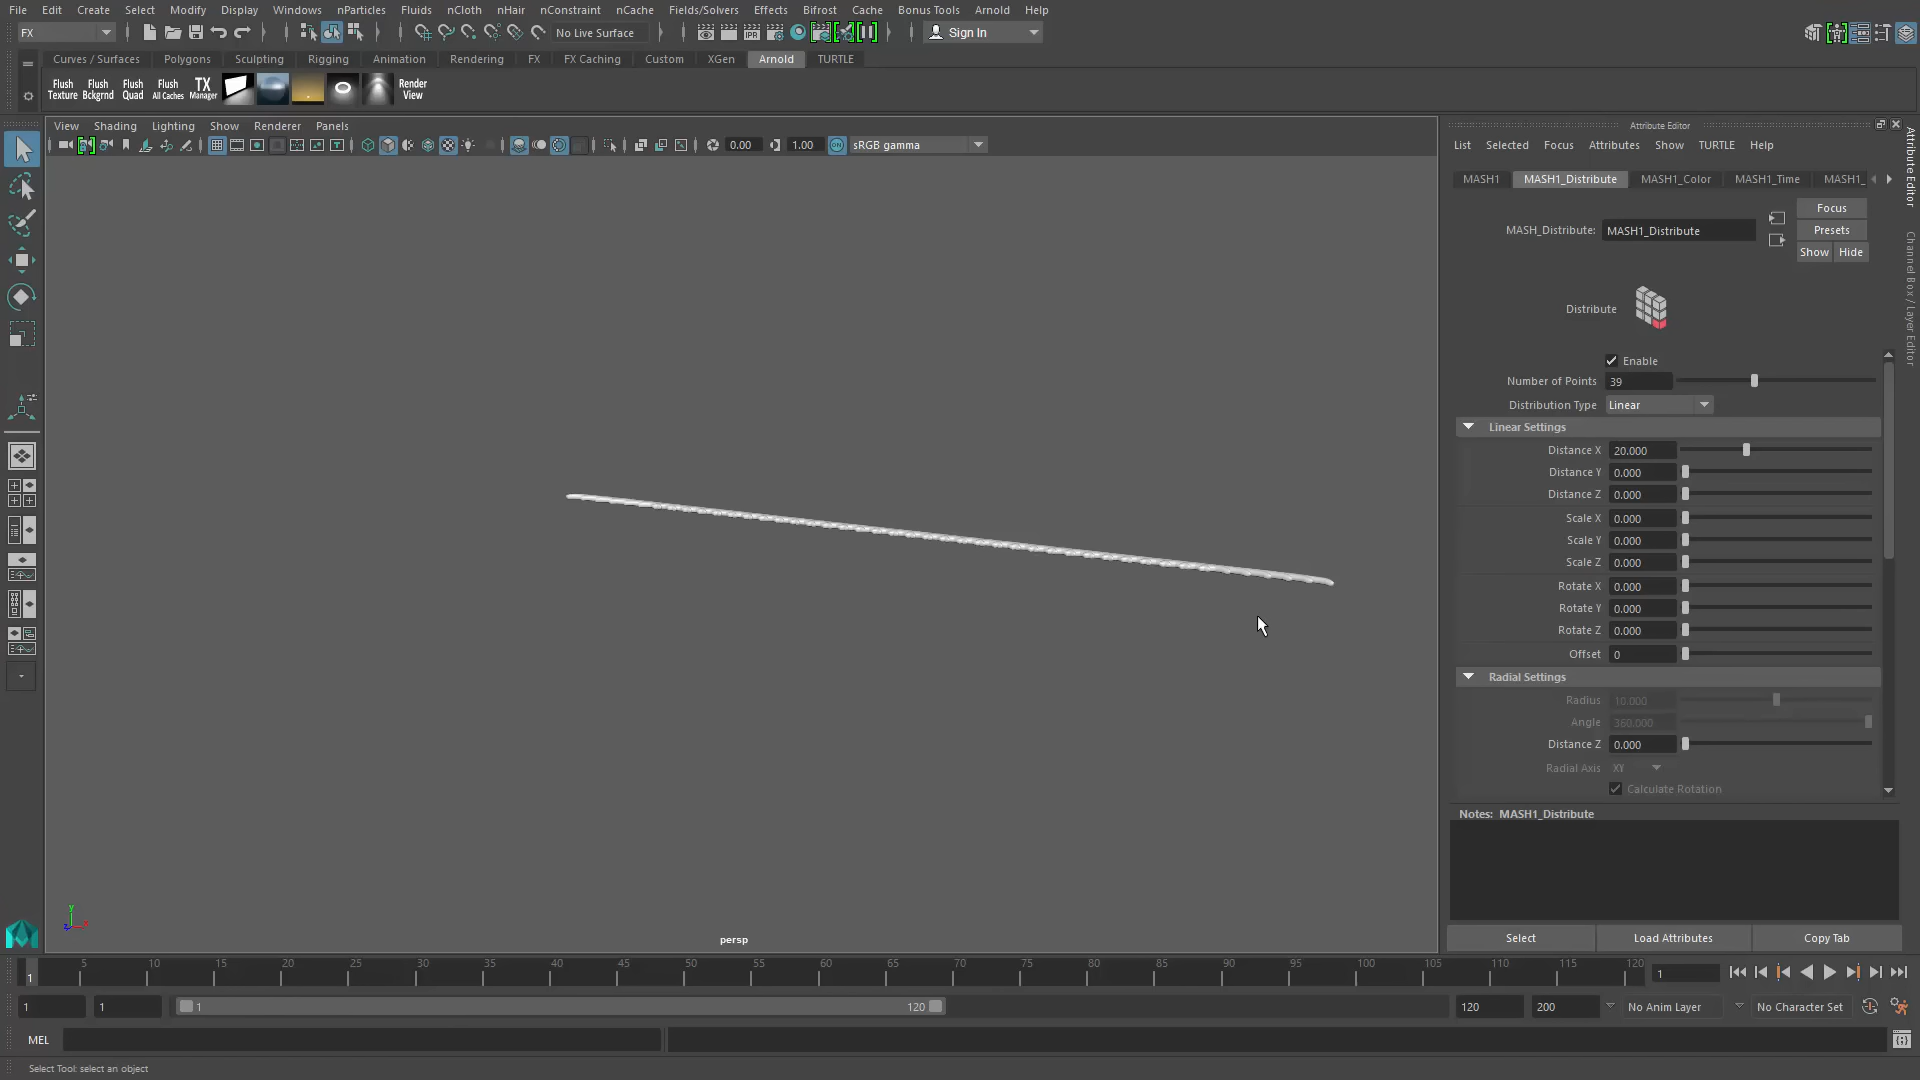 File Edit Create Select Modify Display Windows nParticles Fluids nCloth nHair nConstraint nCache Fields/Solvers Effects Bifrost Cache Bonus Tools Arnold Help
FX No Live Surface IPR Sign In
Curves / Surfaces Polygons Sculpting Rigging Animation Rendering FX FX Caching Custom XGen Arnold TURTLE
Flush Texture Flush Bckgrnd Flush Quad Flush All Caches TX Manager Render View
View Shading Lighting Show Renderer Panels
0.00 1.00 ON sRGB gamma
persp
y
z
Attribute Editor
List Selected Focus Attributes Show TURTLE Help
MASH1 MASH1_Distribute MASH1_Color MASH1_Time MASH1_
MASH_Distribute: MASH1_Distribute
Focus
Presets
Show Hide
Distribute
Enable
Number of Points 39
Distribution Type Linear
Linear Settings
Distance X 20.000
Distance Y 0.000
Distance Z 0.000
Scale X 0.000
Scale Y 0.000
Scale Z 0.000
Rotate X 0.000
Rotate Y 0.000
Rotate Z 0.000
Offset 0
Radial Settings
Radius 10.000
Angle 360.000
Distance Z 0.000
Radial Axis XY
Calculate Rotation
Notes: MASH1_Distribute
Select Load Attributes Copy Tab
Attribute Editor
Channel Box / Layer Editor
1 5 10 15 20 25 30 35 40 45 50 55 60 65 70 75 80 85 90 95 100 105 110 115 120 1
1 1 1 120 120 200 No Anim Layer No Character Set
MEL
Select Tool: select an object